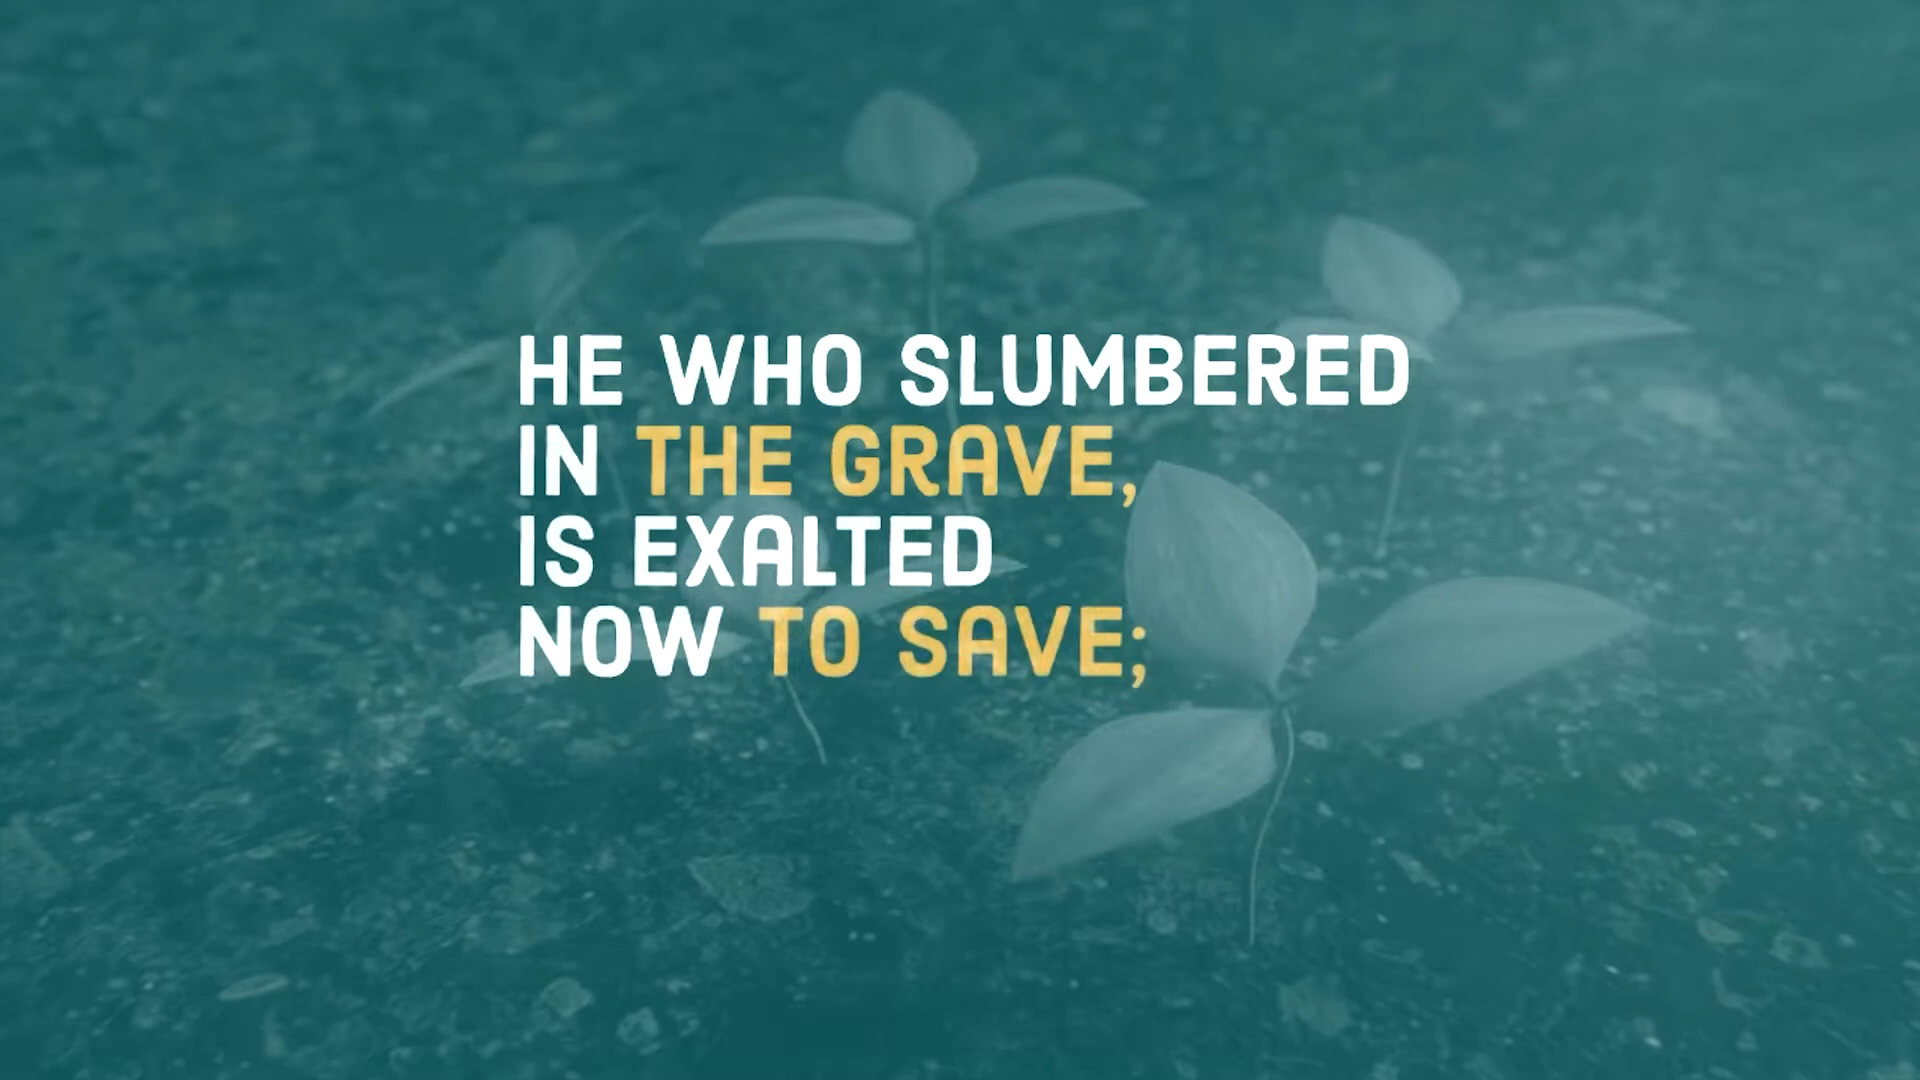 HE WHO SLUMBERED
IN THE GRAVE,
IS EXALTED
NOW TO SAVE;